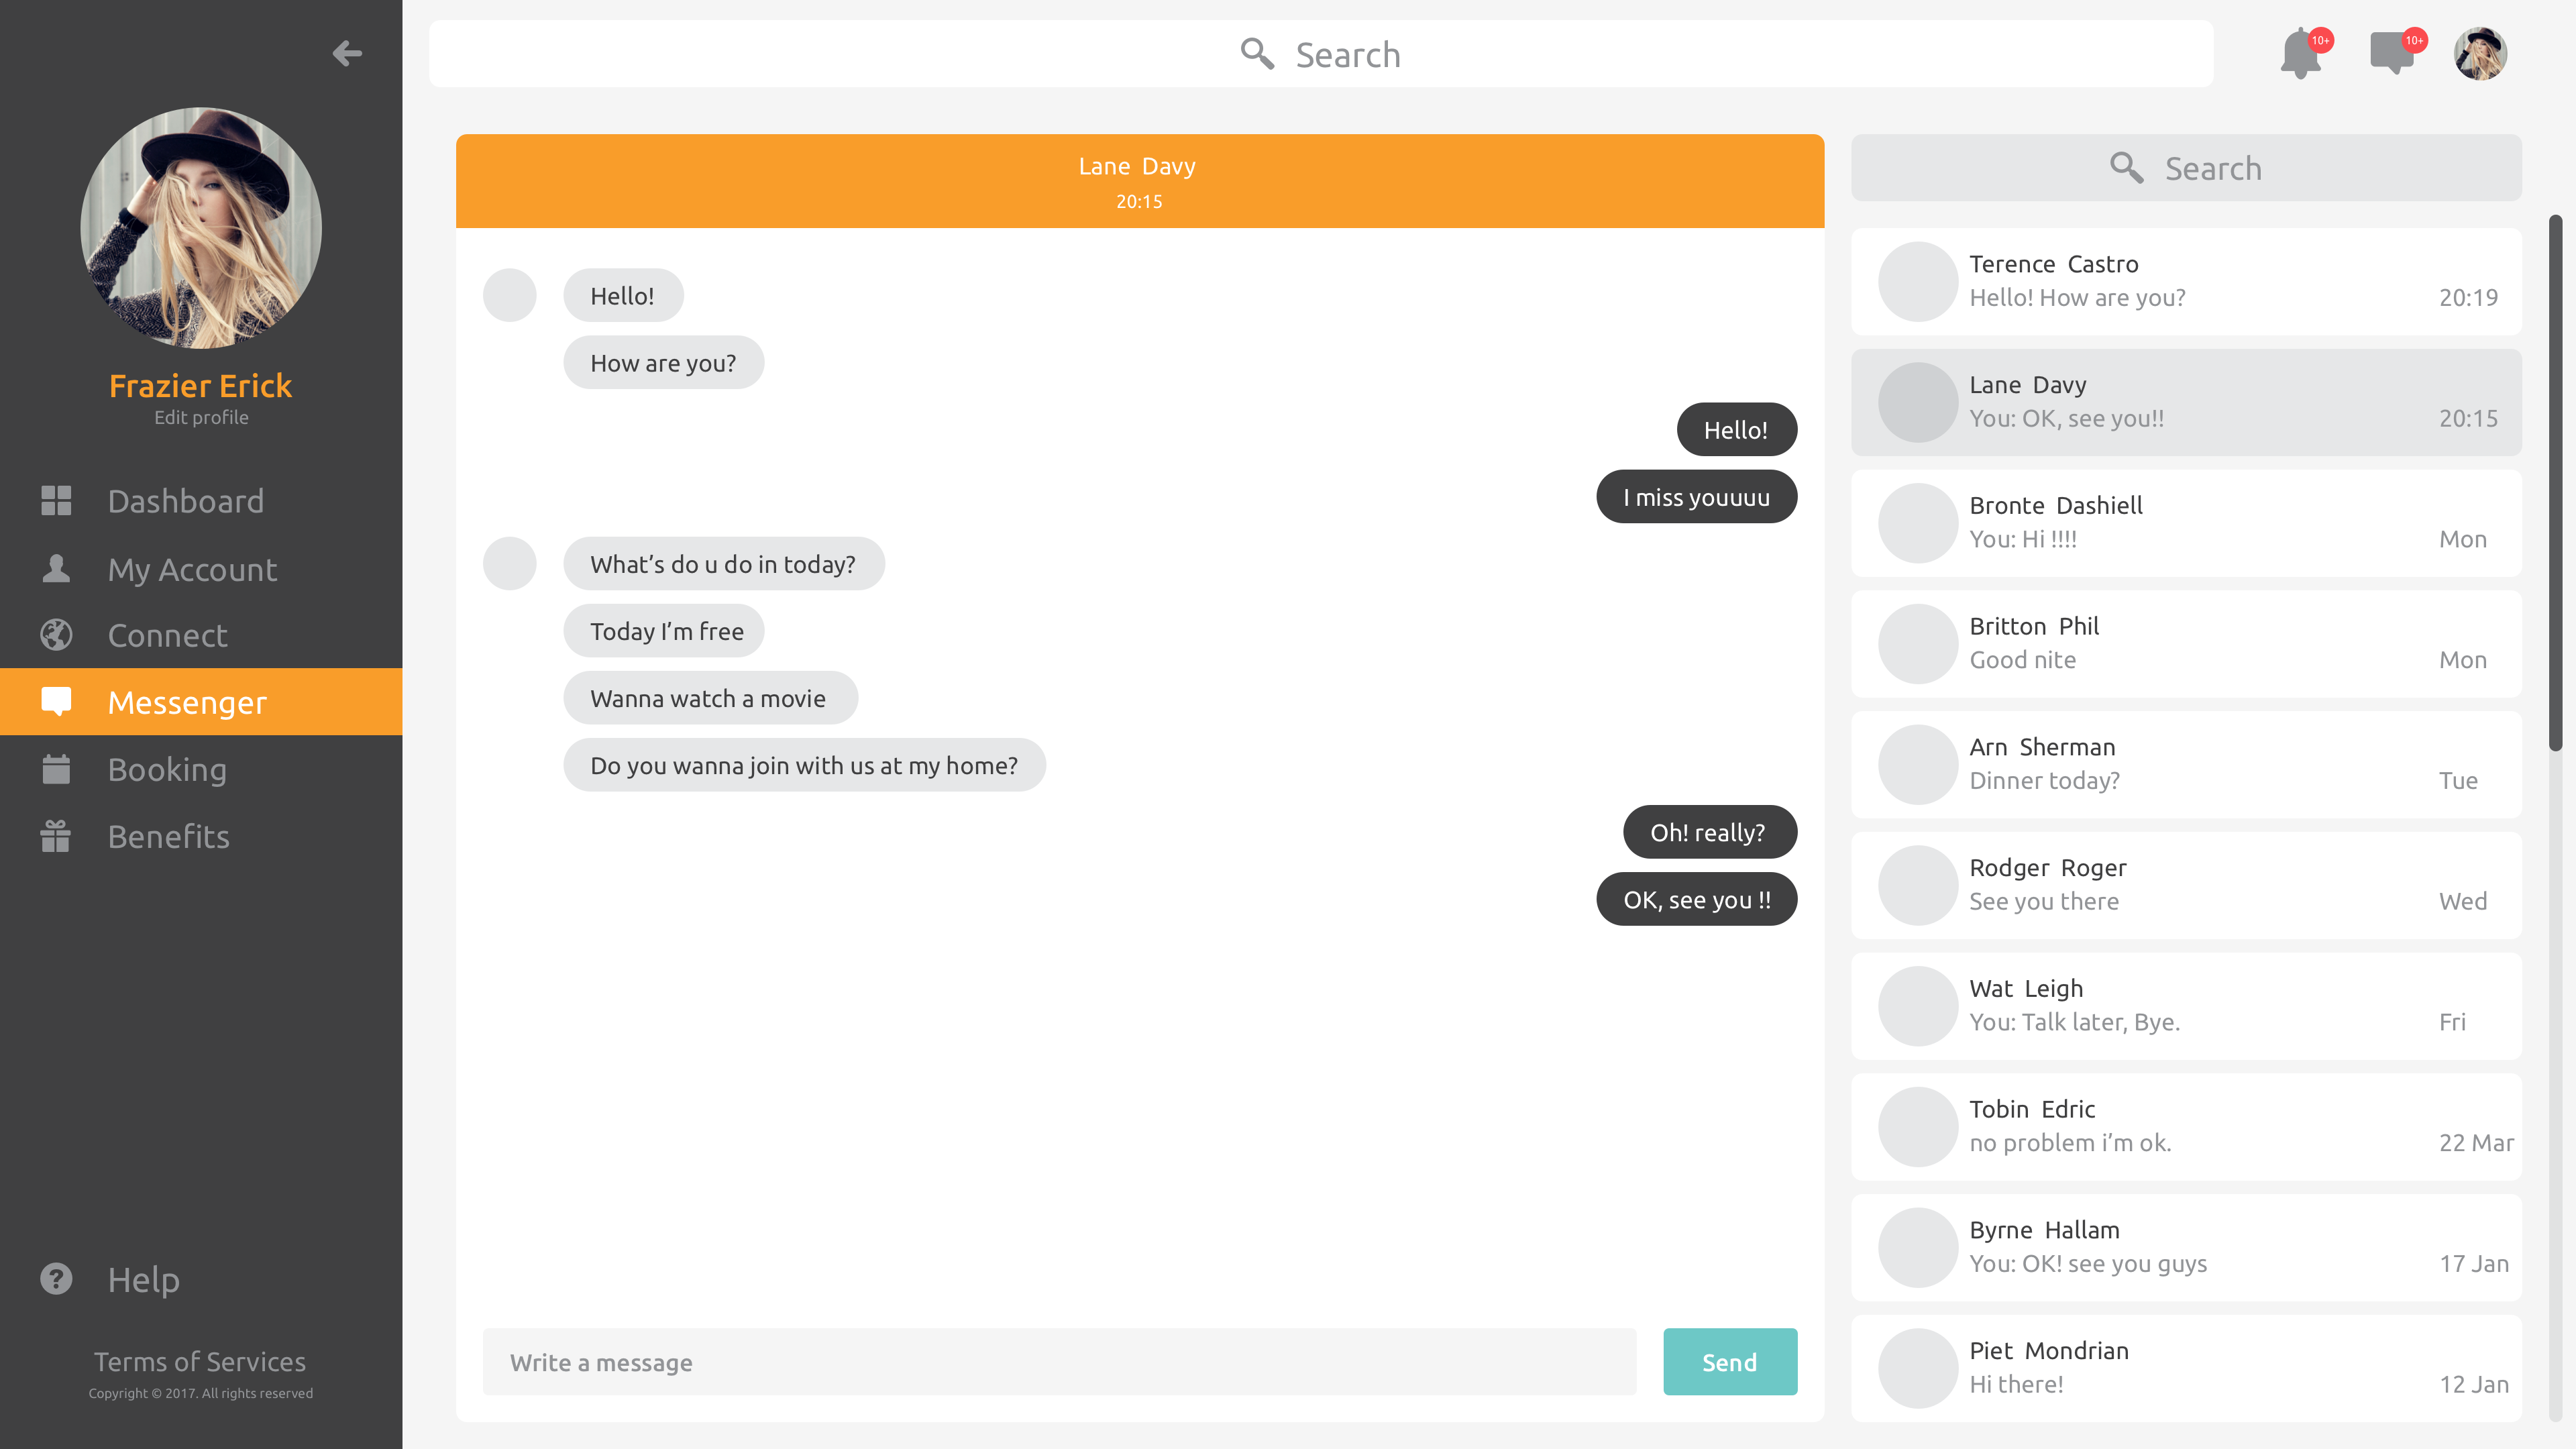 Frazier Erick
Edit profile
Dashboard
My Account
Connect
Messenger
Booking
Benefits
Help
Terms of Services
Copyright © 2017. All rights reserved
Search
10+
10+
Lane Davy
20:15
Hello!
How are you?
Hello!
I miss youuuu
What’s do u do in today?
Today I’m free
Wanna watch a movie
Do you wanna join with us at my home?
Oh! really?
OK, see you !!
Write a message
Send
Search
Terence Castro
Hello! How are you? 20:19
Lane Davy
You: OK, see you!! 20:15
Bronte Dashiell
You: Hi !!!! Mon
Britton Phil
Good nite Mon
Arn Sherman
Dinner today? Tue
Rodger Roger
See you there Wed
Wat Leigh
You: Talk later, Bye. Fri
Tobin Edric
no problem i’m ok. 22 Mar
Byrne Hallam
You: OK! see you guys 17 Jan
Piet Mondrian
Hi there! 12 Jan